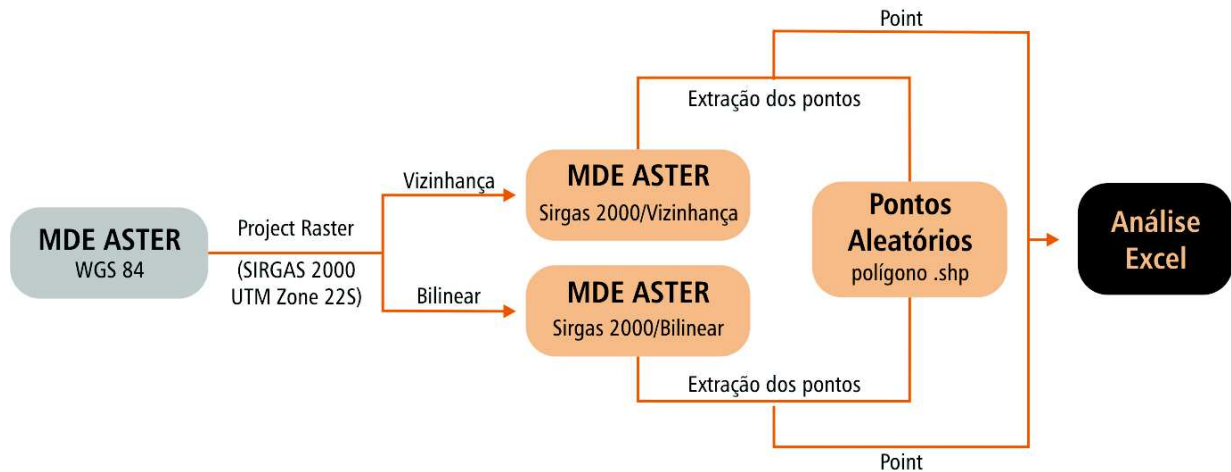 MDE ASTER
WGS 84
Project Raster
(SIRGAS 2000
UTM Zone 22S)
Vizinhança
Bilinear
MDE ASTER
Sirgas 2000/Vizinhança
MDE ASTER
Sirgas 2000/Bilinear
Extração dos pontos
Extração dos pontos
Point
Pontos
Aleatórios
polígono .shp
Point
Análise
Excel